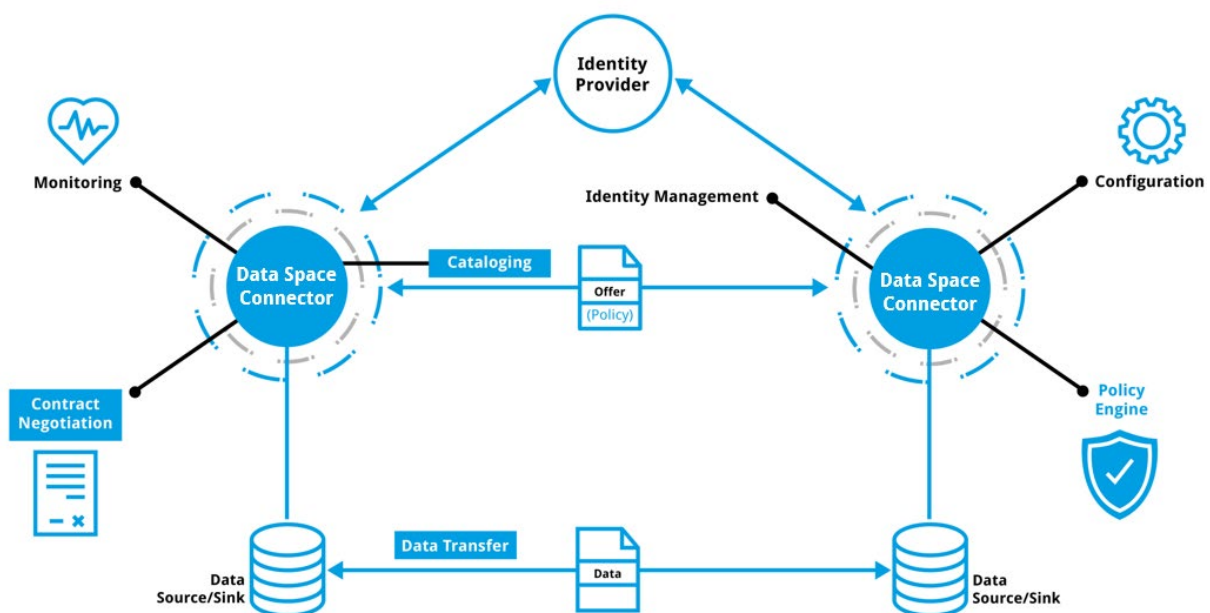 Identity
Provider
Monitoring
Identity Management
Configuration
Cataloging
Data Space
Connector
Offer
(Policy)
Data Space
Connector
Contract
Negotiation
Policy
Engine
Data Transfer
Data
Data
Source/Sink
Data
Source/Sink